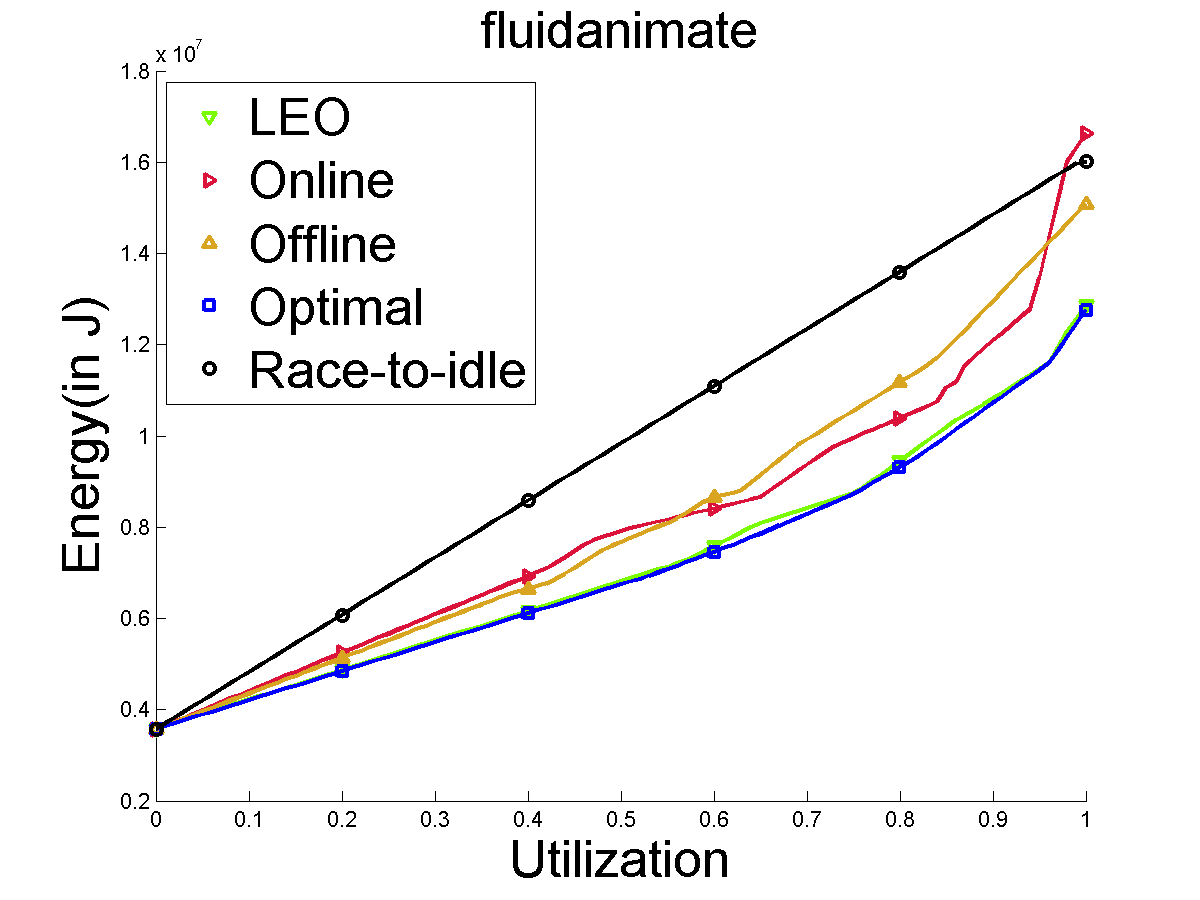 fluidanimate
x 10^7
1.8
1.6
1.4
1.2
1
0.8
0.6
0.4
0.2
Energy(in J)
LEO
Online
Offline
Optimal
Race-to-idle
0 0.1 0.2 0.3 0.4 0.5 0.6 0.7 0.8 0.9 1
Utilization